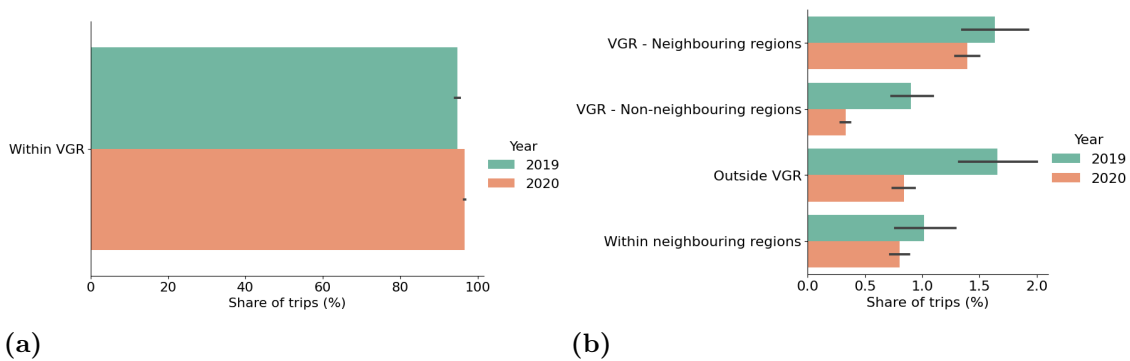 Within VGR
0 20 40 60 80 100
Share of trips (%)
Year
2019
2020
(a)
VGR - Neighbouring regions
VGR - Non-neighbouring regions
Outside VGR
Within neighbouring regions
0.0 0.5 1.0 1.5 2.0
Share of trips (%)
Year
2019
2020
(b)